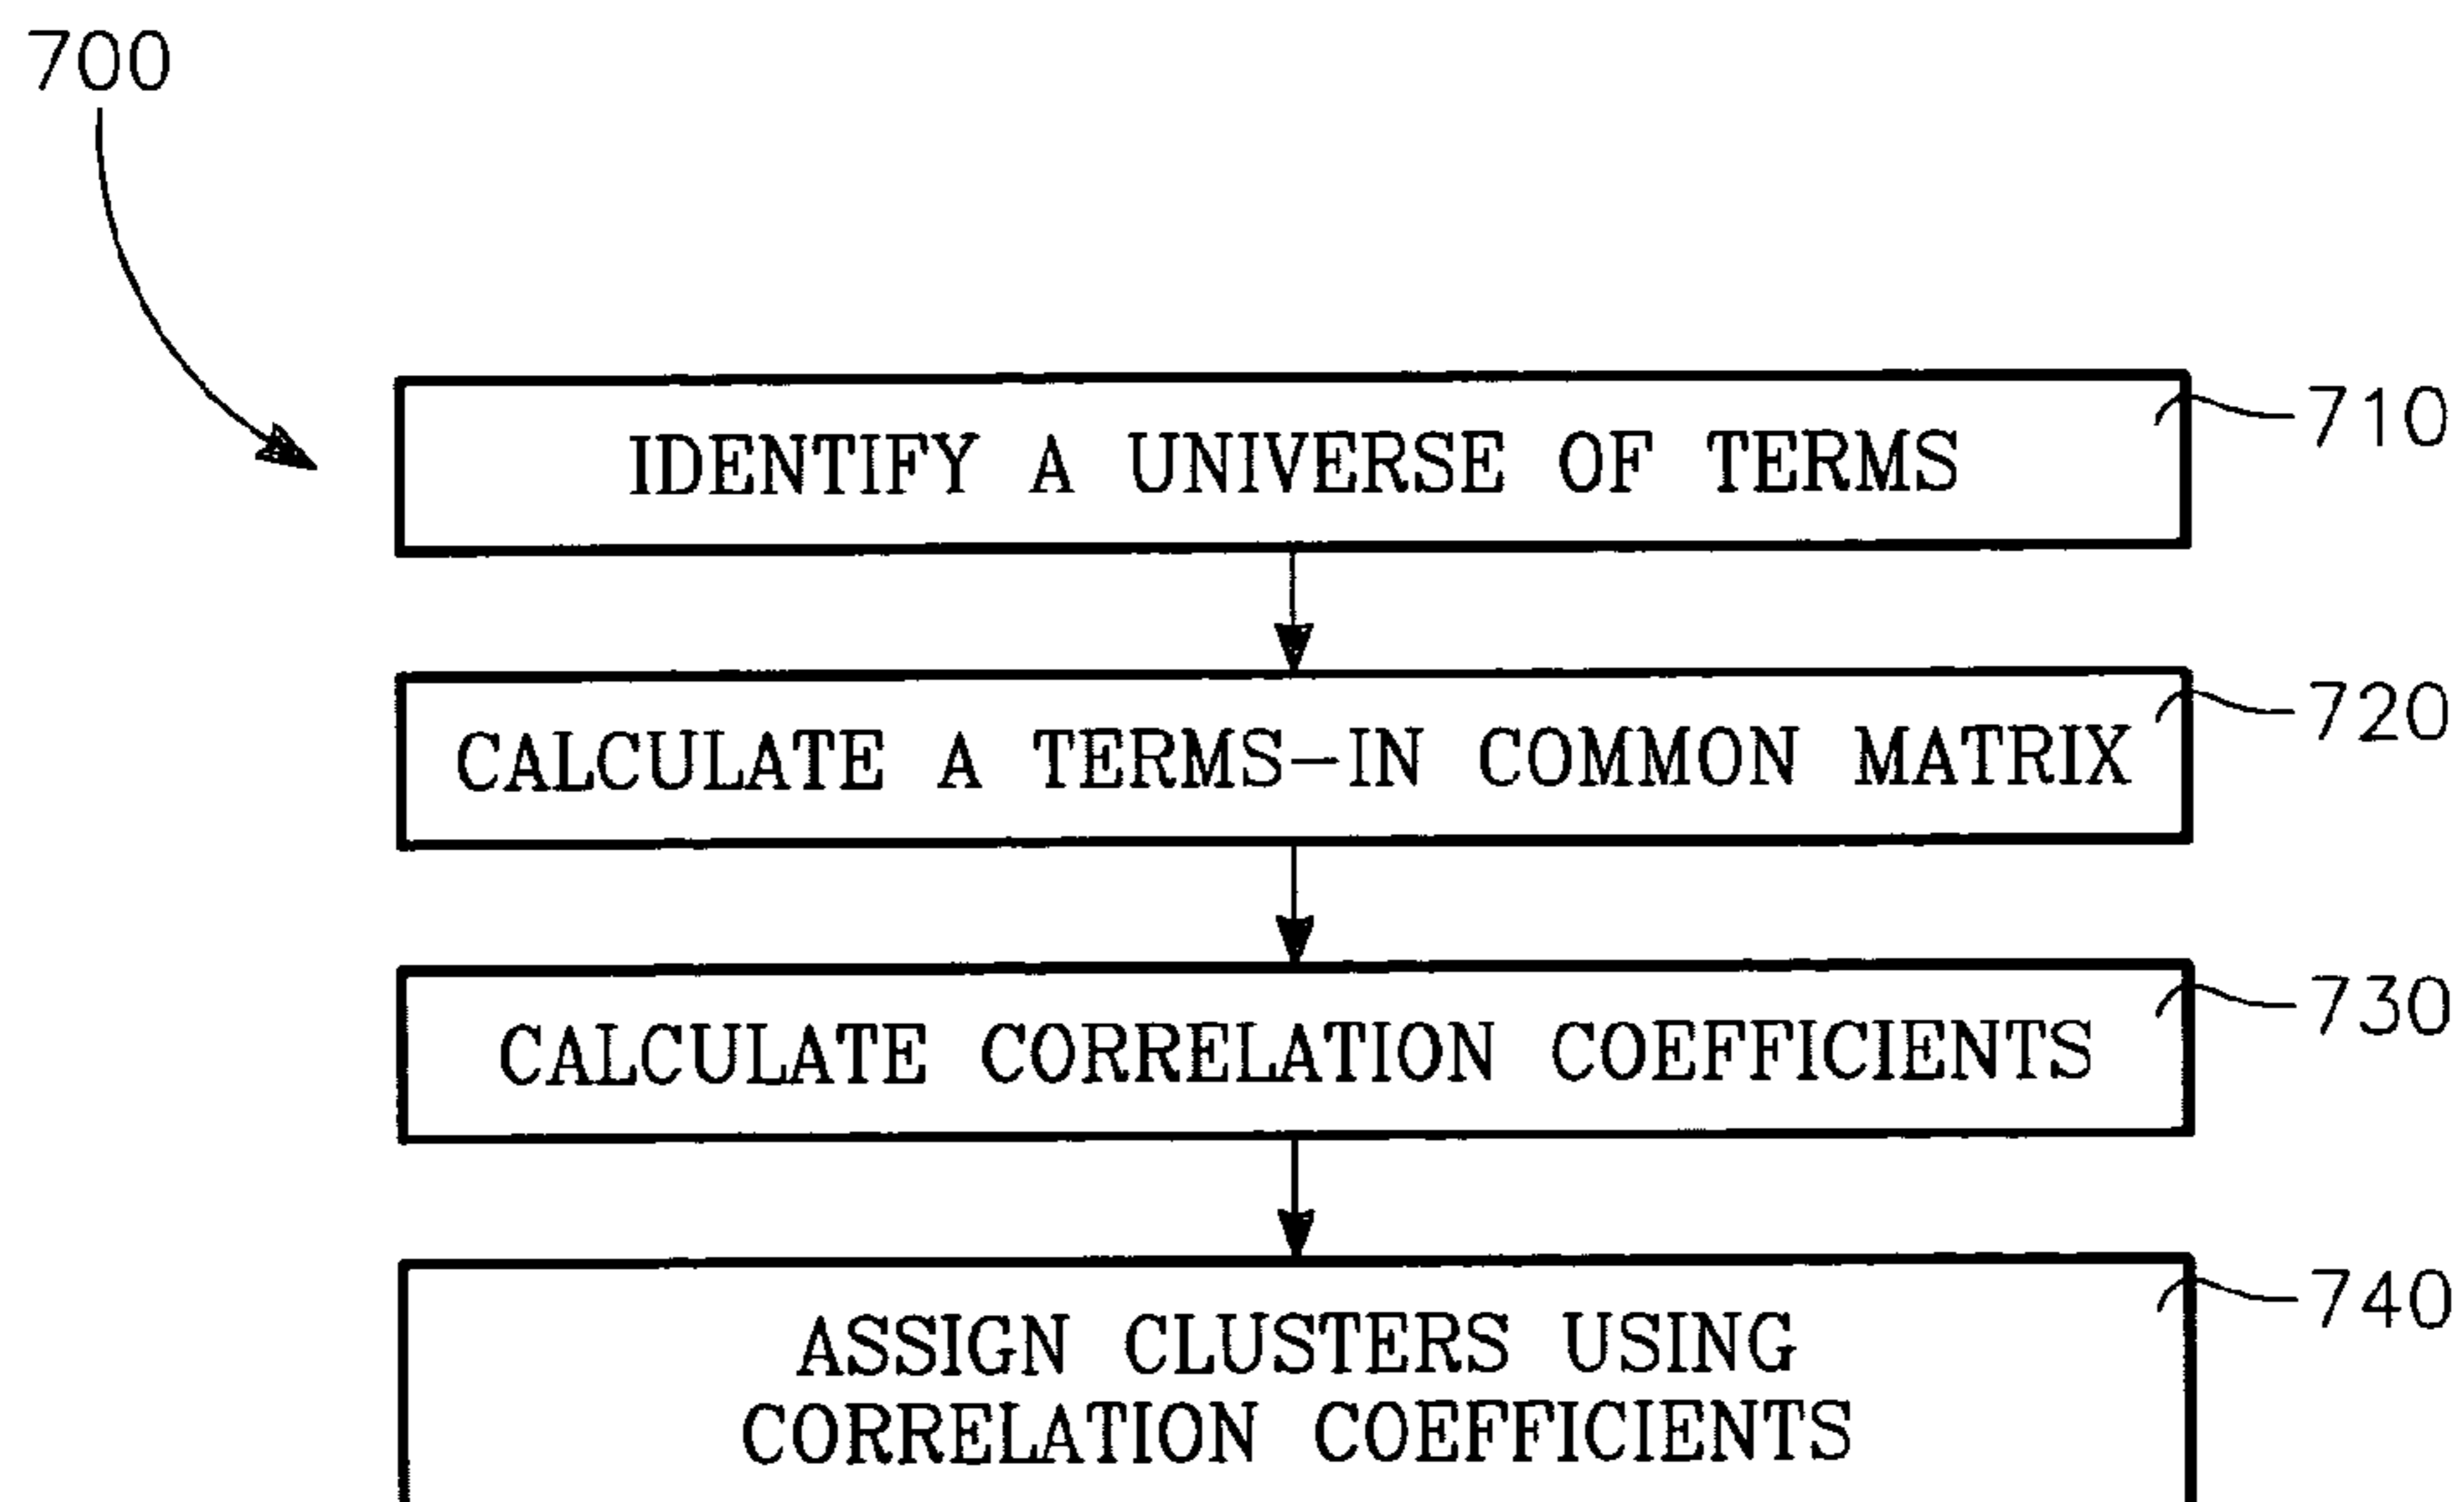 700
IDENTIFY A UNIVERSE OF TERMS
710
CALCULATE A TERMS-IN COMMON MATRIX
720
CALCULATE CORRELATION COEFFICIENTS
730
ASSIGN CLUSTERS USING
CORRELATION COEFFICIENTS
740